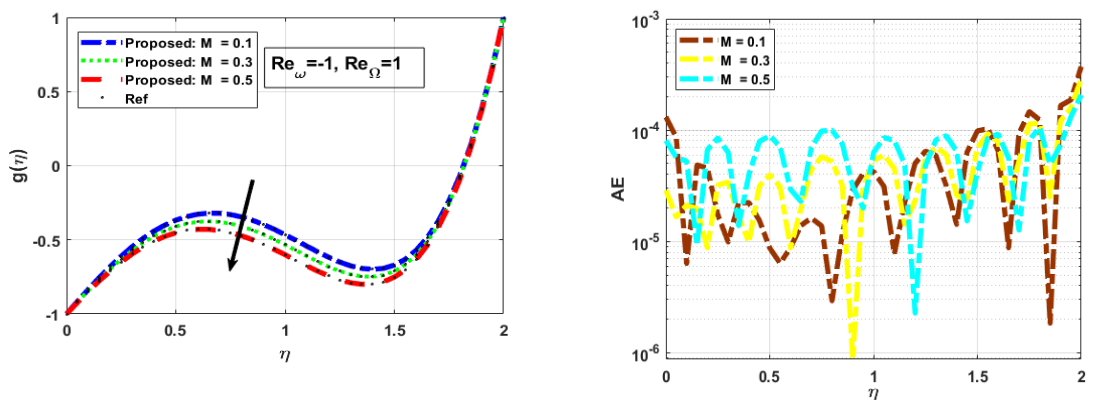 1
0.5
0
-0.5
-1
g(η)
Proposed: M = 0.1
Proposed: M = 0.3
Proposed: M = 0.5
Ref
Re_ω=-1, Re_Ω=1
0 0.5 1 1.5 2
η
10^-3
10^-4
10^-5
10^-6
AE
M = 0.1
M = 0.3
M = 0.5
0 0.5 1 1.5 2
η